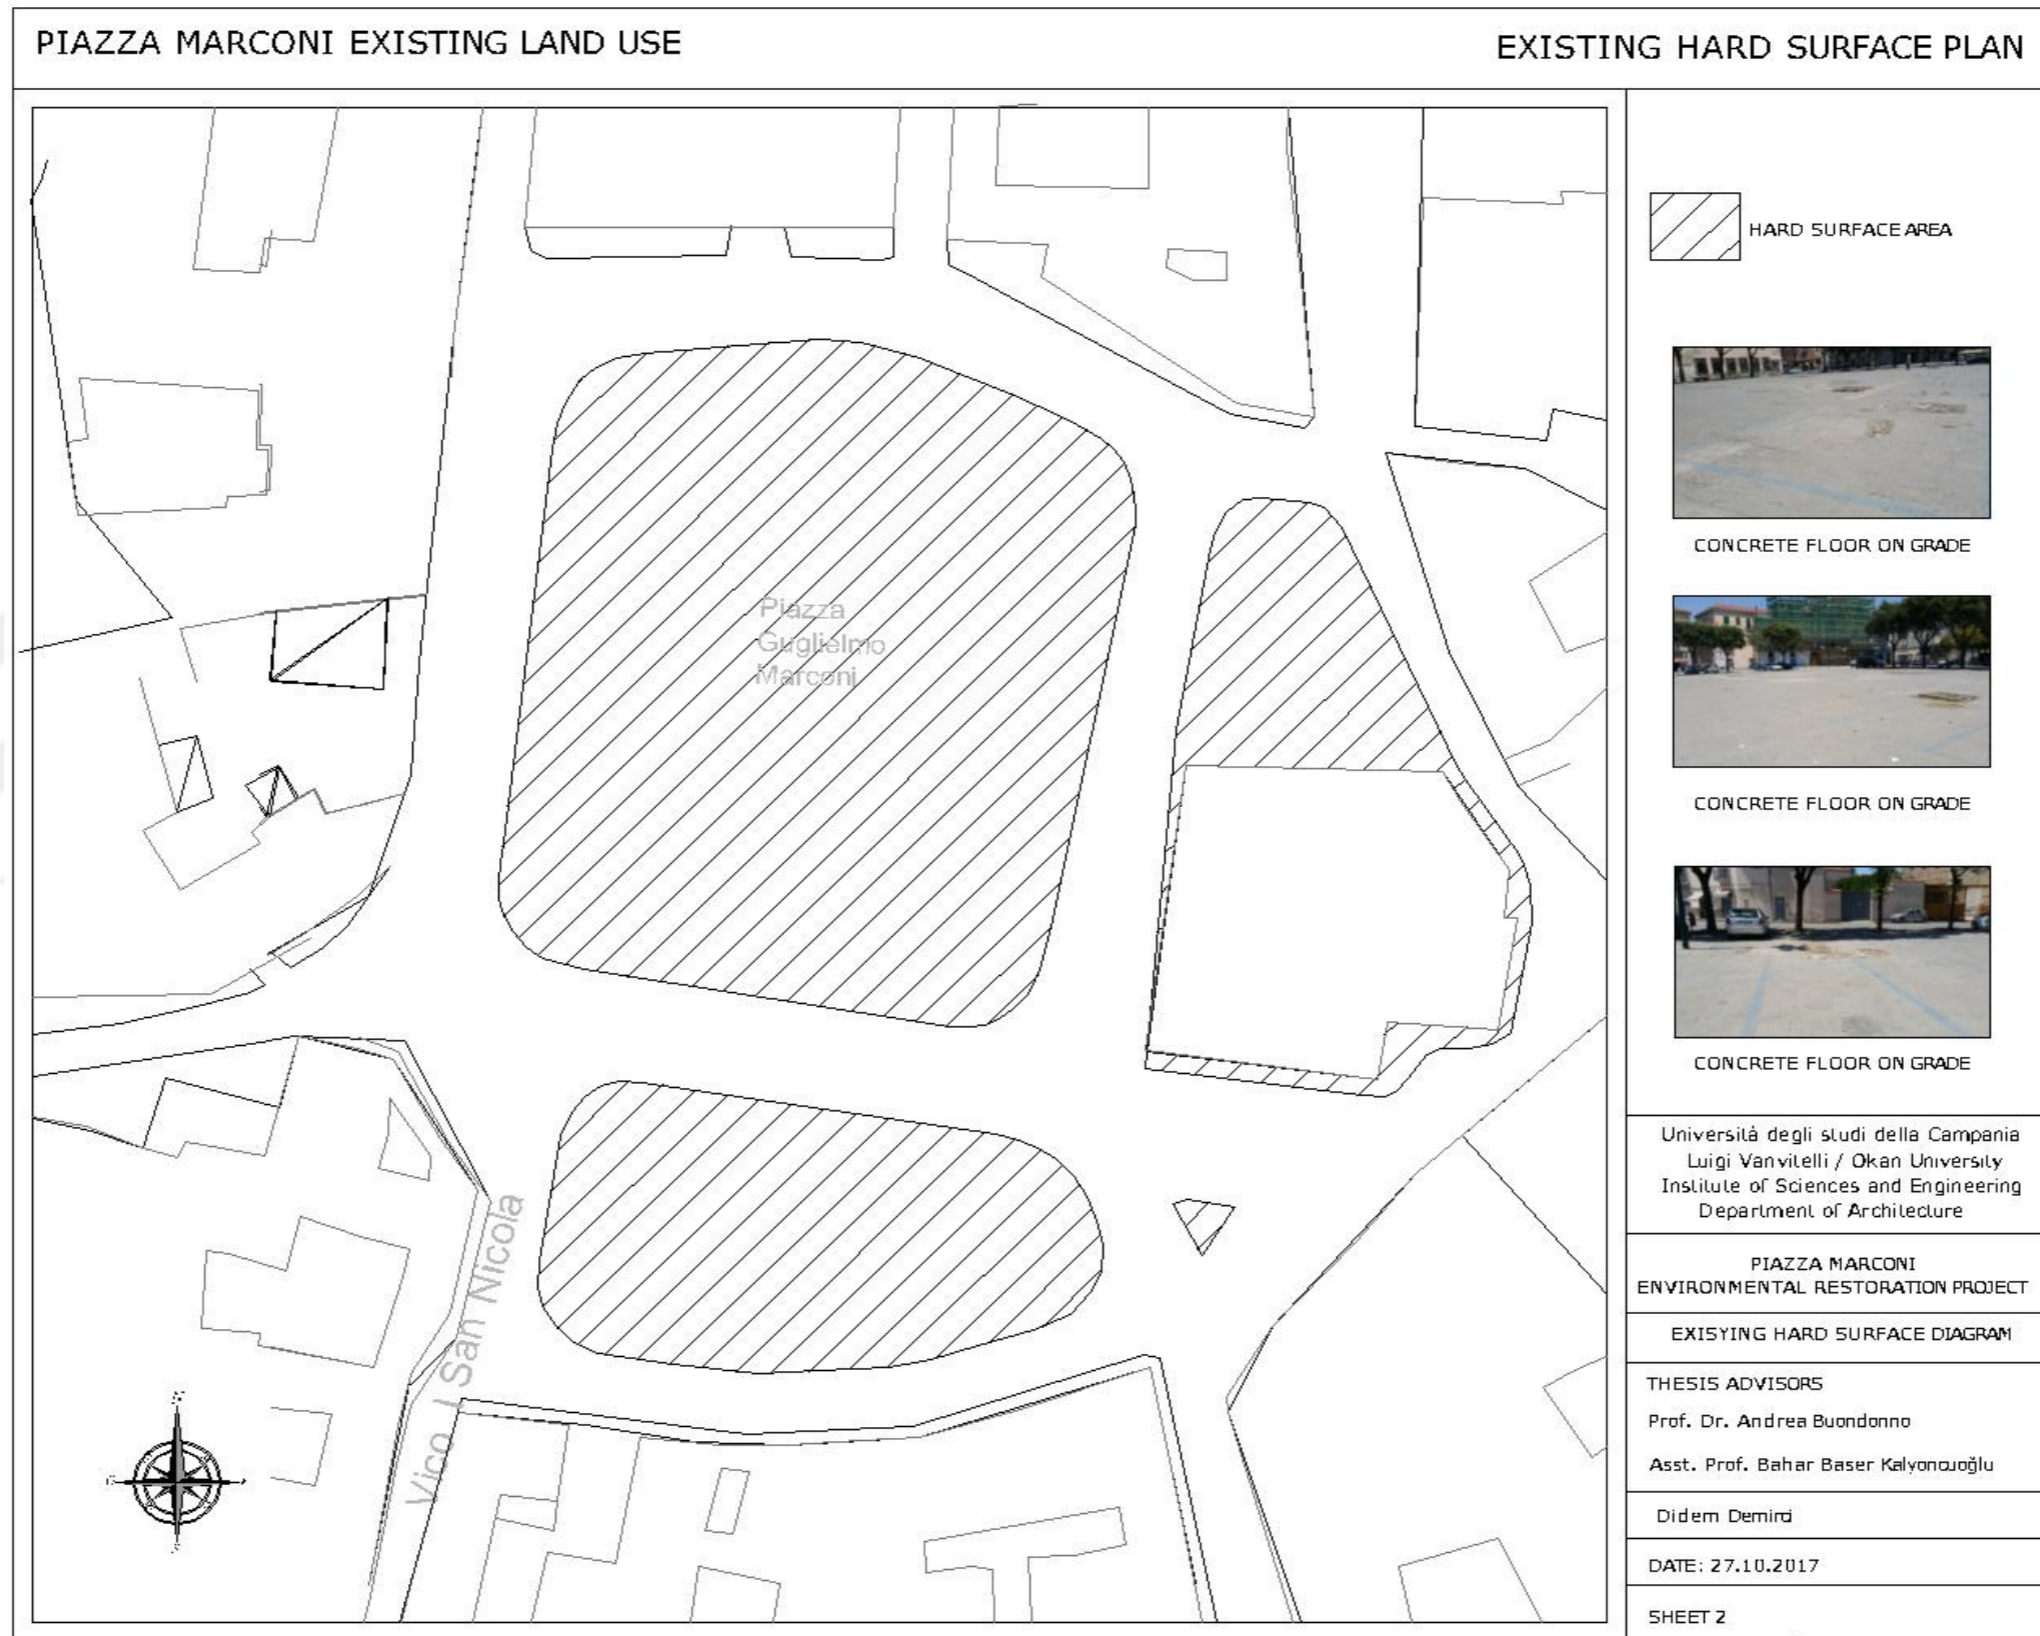 PIAZZA MARCONI EXISTING LAND USE
EXISTING HARD SURFACE PLAN
HARD SURFACE AREA
CONCRETE FLOOR ON GRADE
CONCRETE FLOOR ON GRADE
CONCRETE FLOOR ON GRADE
Piazza
Guglielmo
Marconi
Vico I San Nicola
Università degli studi della Campania
Luigi Vanvitelli / Okan University
Institute of Sciences and Engineering
Department of Architecture
PIAZZA MARCONI
ENVIRONMENTAL RESTORATION PROJECT
EXISYING HARD SURFACE DIAGRAM
THESIS ADVISORS
Prof. Dr. Andrea Buondonno
Asst. Prof. Bahar Baser Kalyoncuoğlu
Didem Demirci
DATE: 27.10.2017
SHEET 2